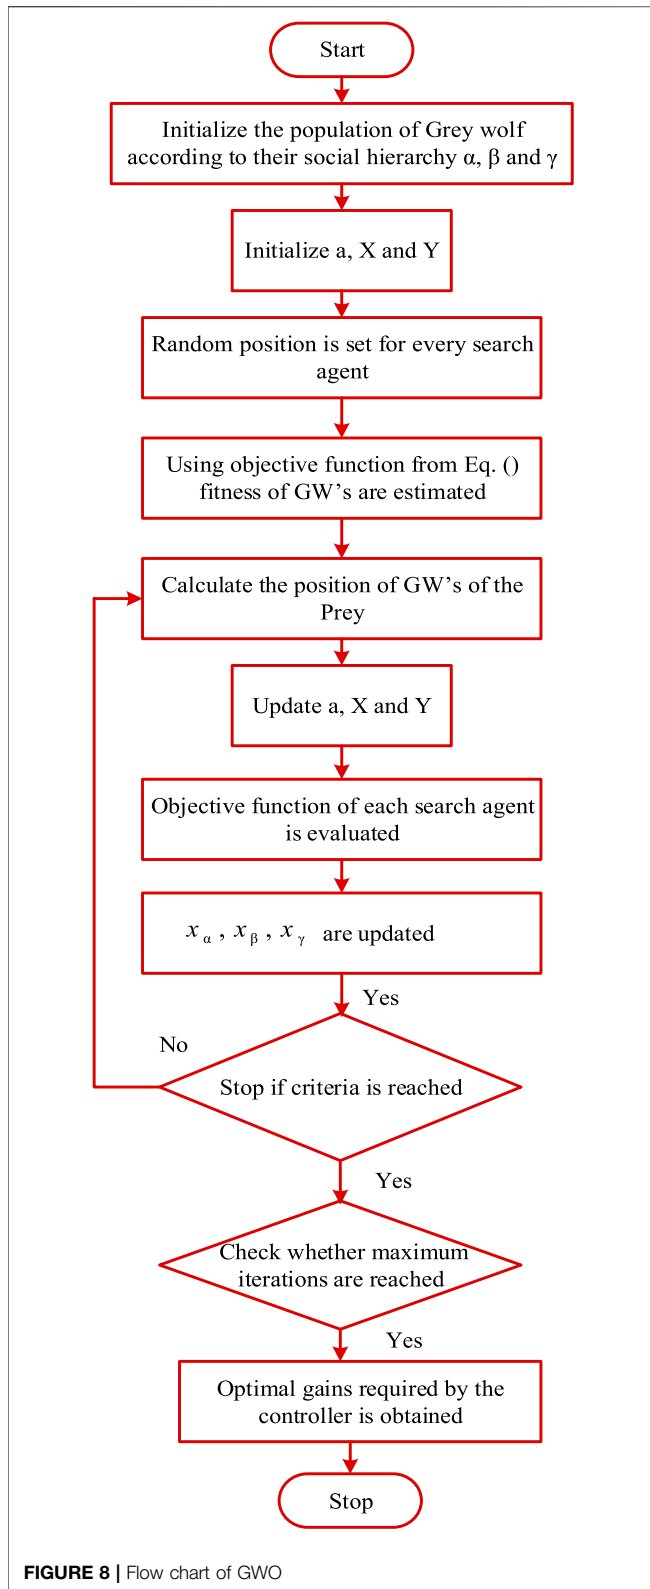 Start
Initialize the population of Grey wolf
according to their social hierarchy α, β and γ
Initialize a, X and Y
Random position is set for every search
agent
Using objective function from Eq. ()
fitness of GW's are estimated
Calculate the position of GW's of the
Prey
Update a, X and Y
Objective function of each search agent
is evaluated
x α , x β , x γ are updated
Yes
No
Stop if criteria is reached
Yes
Check whether maximum
iterations are reached
Yes
Optimal gains required by the
controller is obtained
Stop
FIGURE 8 | Flow chart of GWO